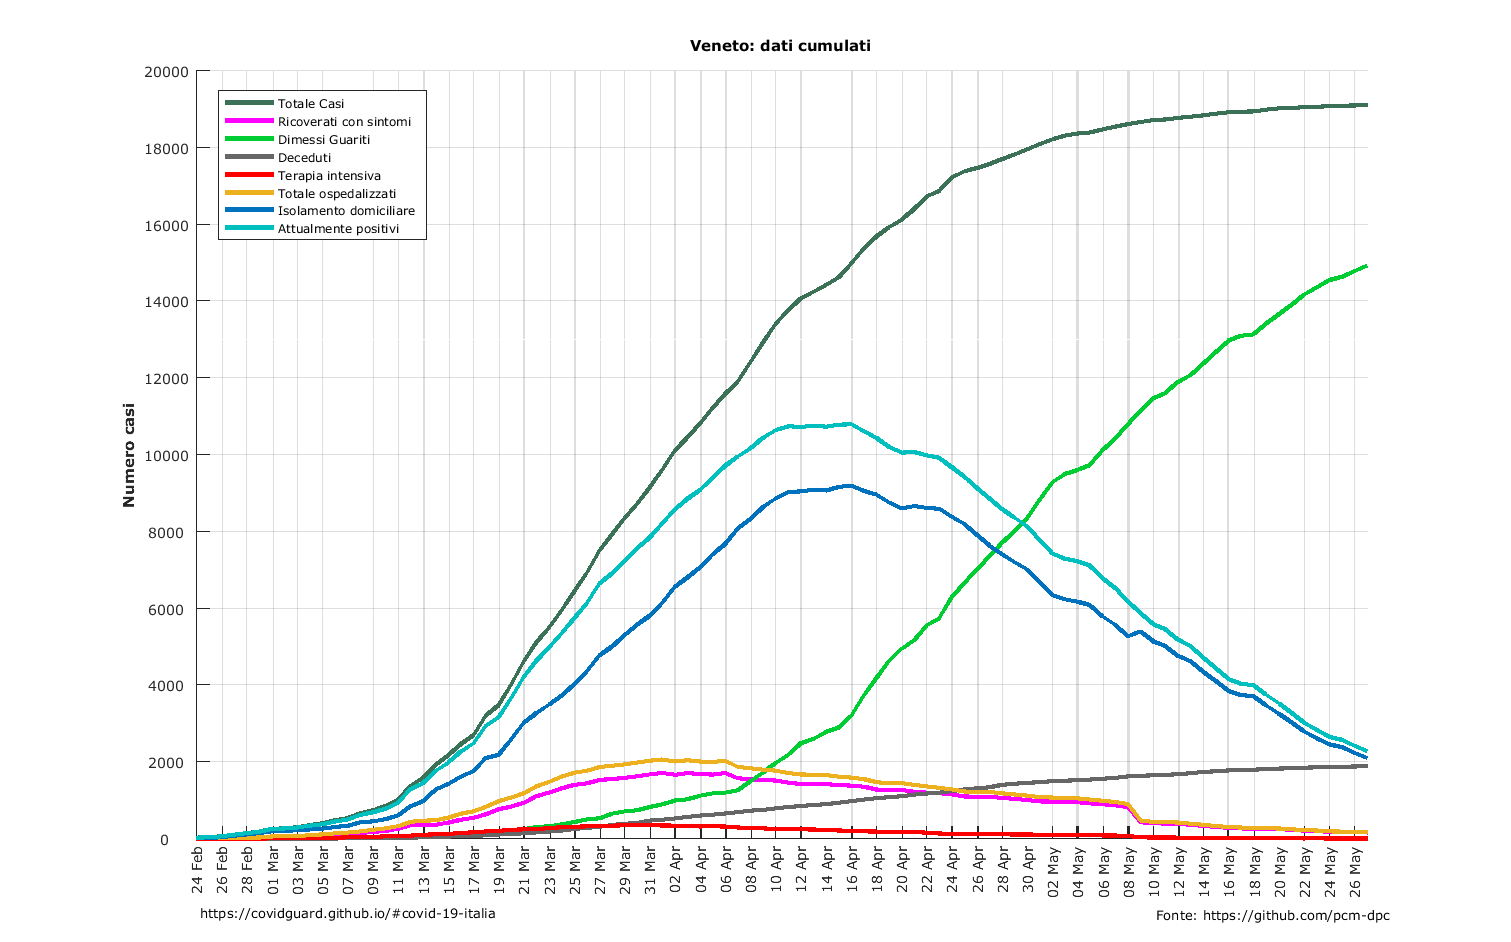 Veneto: dati cumulati
20000
18000
16000
14000
12000
10000
8000
6000
4000
2000
0
Numero casi
Totale Casi
Ricoverati con sintomi
Dimessi Guariti
Deceduti
Terapia intensiva
Totale ospedalizzati
Isolamento domiciliare
Attualmente positivi
24 Feb
26 Feb
28 Feb
01 Mar
03 Mar
05 Mar
07 Mar
09 Mar
11 Mar
13 Mar
15 Mar
17 Mar
19 Mar
21 Mar
23 Mar
25 Mar
27 Mar
29 Mar
31 Mar
02 Apr
04 Apr
06 Apr
08 Apr
10 Apr
12 Apr
14 Apr
16 Apr
18 Apr
20 Apr
22 Apr
24 Apr
26 Apr
28 Apr
30 Apr
02 May
04 May
06 May
08 May
10 May
12 May
14 May
16 May
18 May
20 May
22 May
24 May
26 May
https://covidguard.github.io/#covid-19-italia
Fonte: https://github.com/pcm-dpc